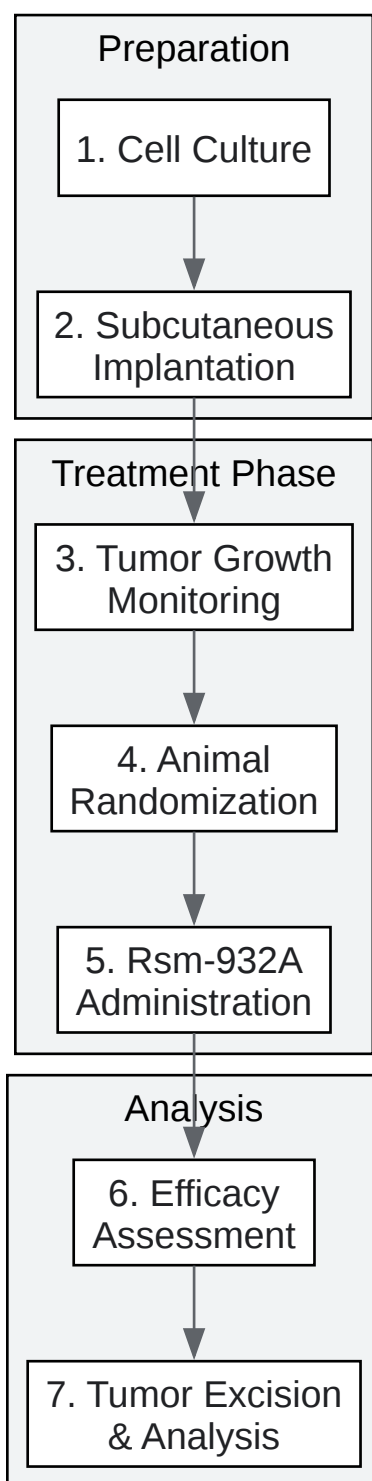 Preparation
1. Cell Culture
2. Subcutaneous
Implantation
Treatment Phase
3. Tumor Growth
Monitoring
4. Animal
Randomization
5. Rsm-932A
Administration
Analysis
6. Efficacy
Assessment
7. Tumor Excision
& Analysis